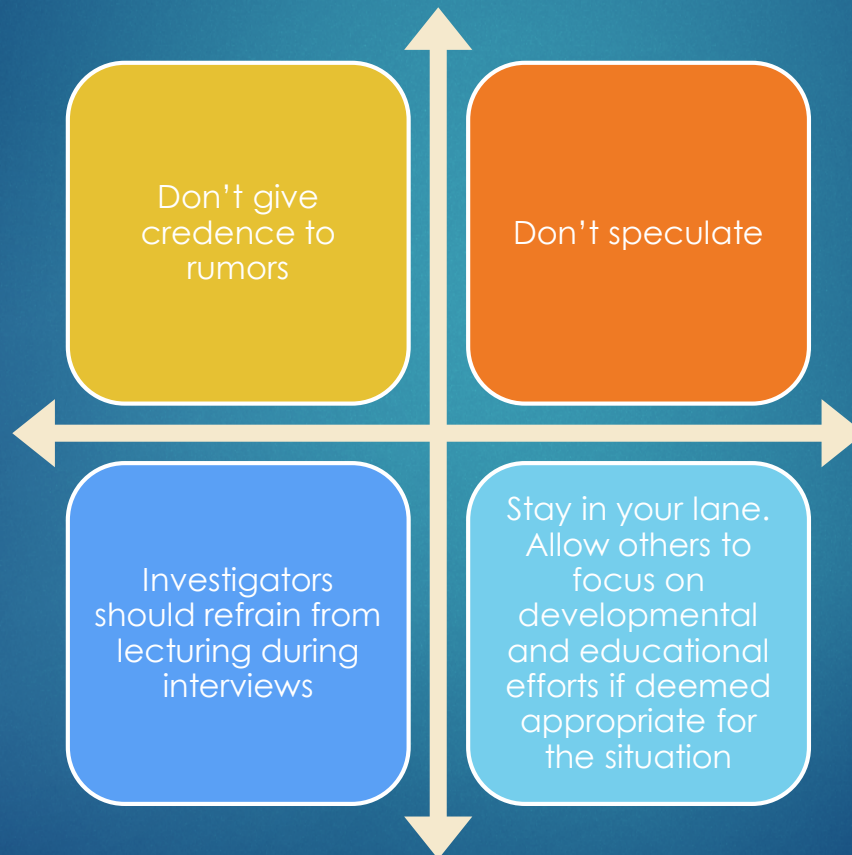 Don’t give
credence to
rumors
Don’t speculate
Investigators
should refrain from
lecturing during
interviews
Stay in your lane.
Allow others to
focus on
developmental
and educational
efforts if deemed
appropriate for
the situation